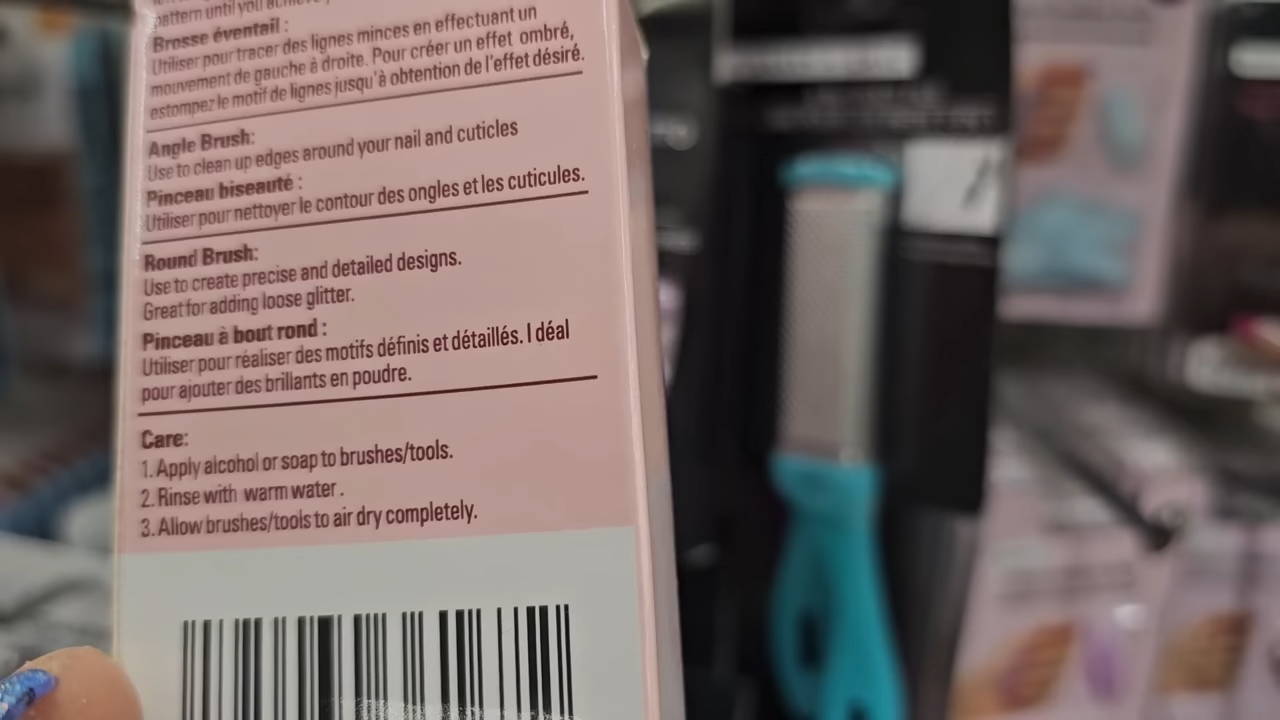 pattern until you achieve
Brosse éventail :
Utiliser pour tracer des lignes minces en effectuant un
mouvement de gauche à droite. Pour créer un effet ombré,
estompez le motif de lignes jusqu'à obtention de l'effet désiré.
Angle Brush:
Use to clean up edges around your nail and cuticles
Pinceau biseauté :
Utiliser pour nettoyer le contour des ongles et les cuticules.
Round Brush:
Use to create precise and detailed designs.
Great for adding loose glitter.
Pinceau à bout rond :
Utiliser pour réaliser des motifs définis et détaillés. I déal
pour ajouter des brillants en poudre.
Care:
1. Apply alcohol or soap to brushes/tools.
2. Rinse with warm water .
3. Allow brushes/tools to air dry completely.